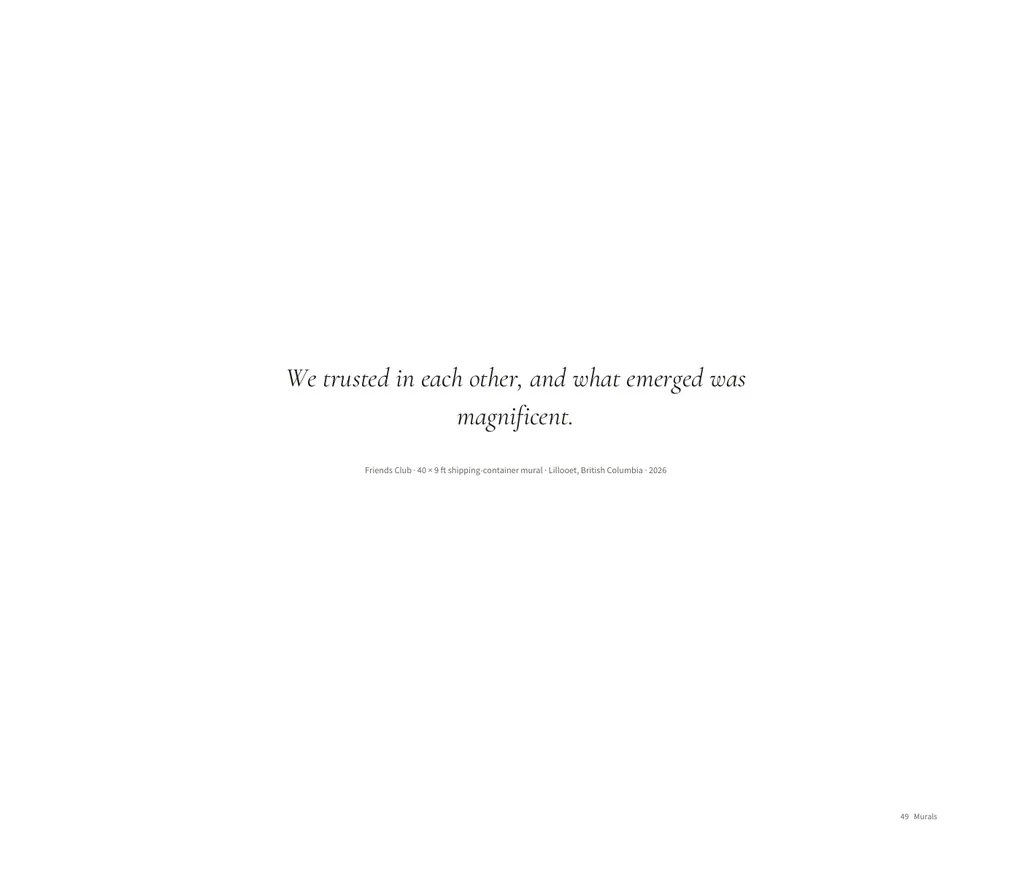 We trusted in each other, and what emerged was
magnificent.
Friends Club · 40 × 9 ft shipping-container mural · Lillooet, British Columbia · 2026
49 Murals